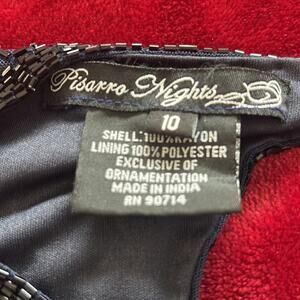 Pisarro Nights
10
SHELL: 100% RAYON
LINING 100% POLYESTER
EXCLUSIVE OF
ORNAMENTATION
MADE IN INDIA
RN 90714